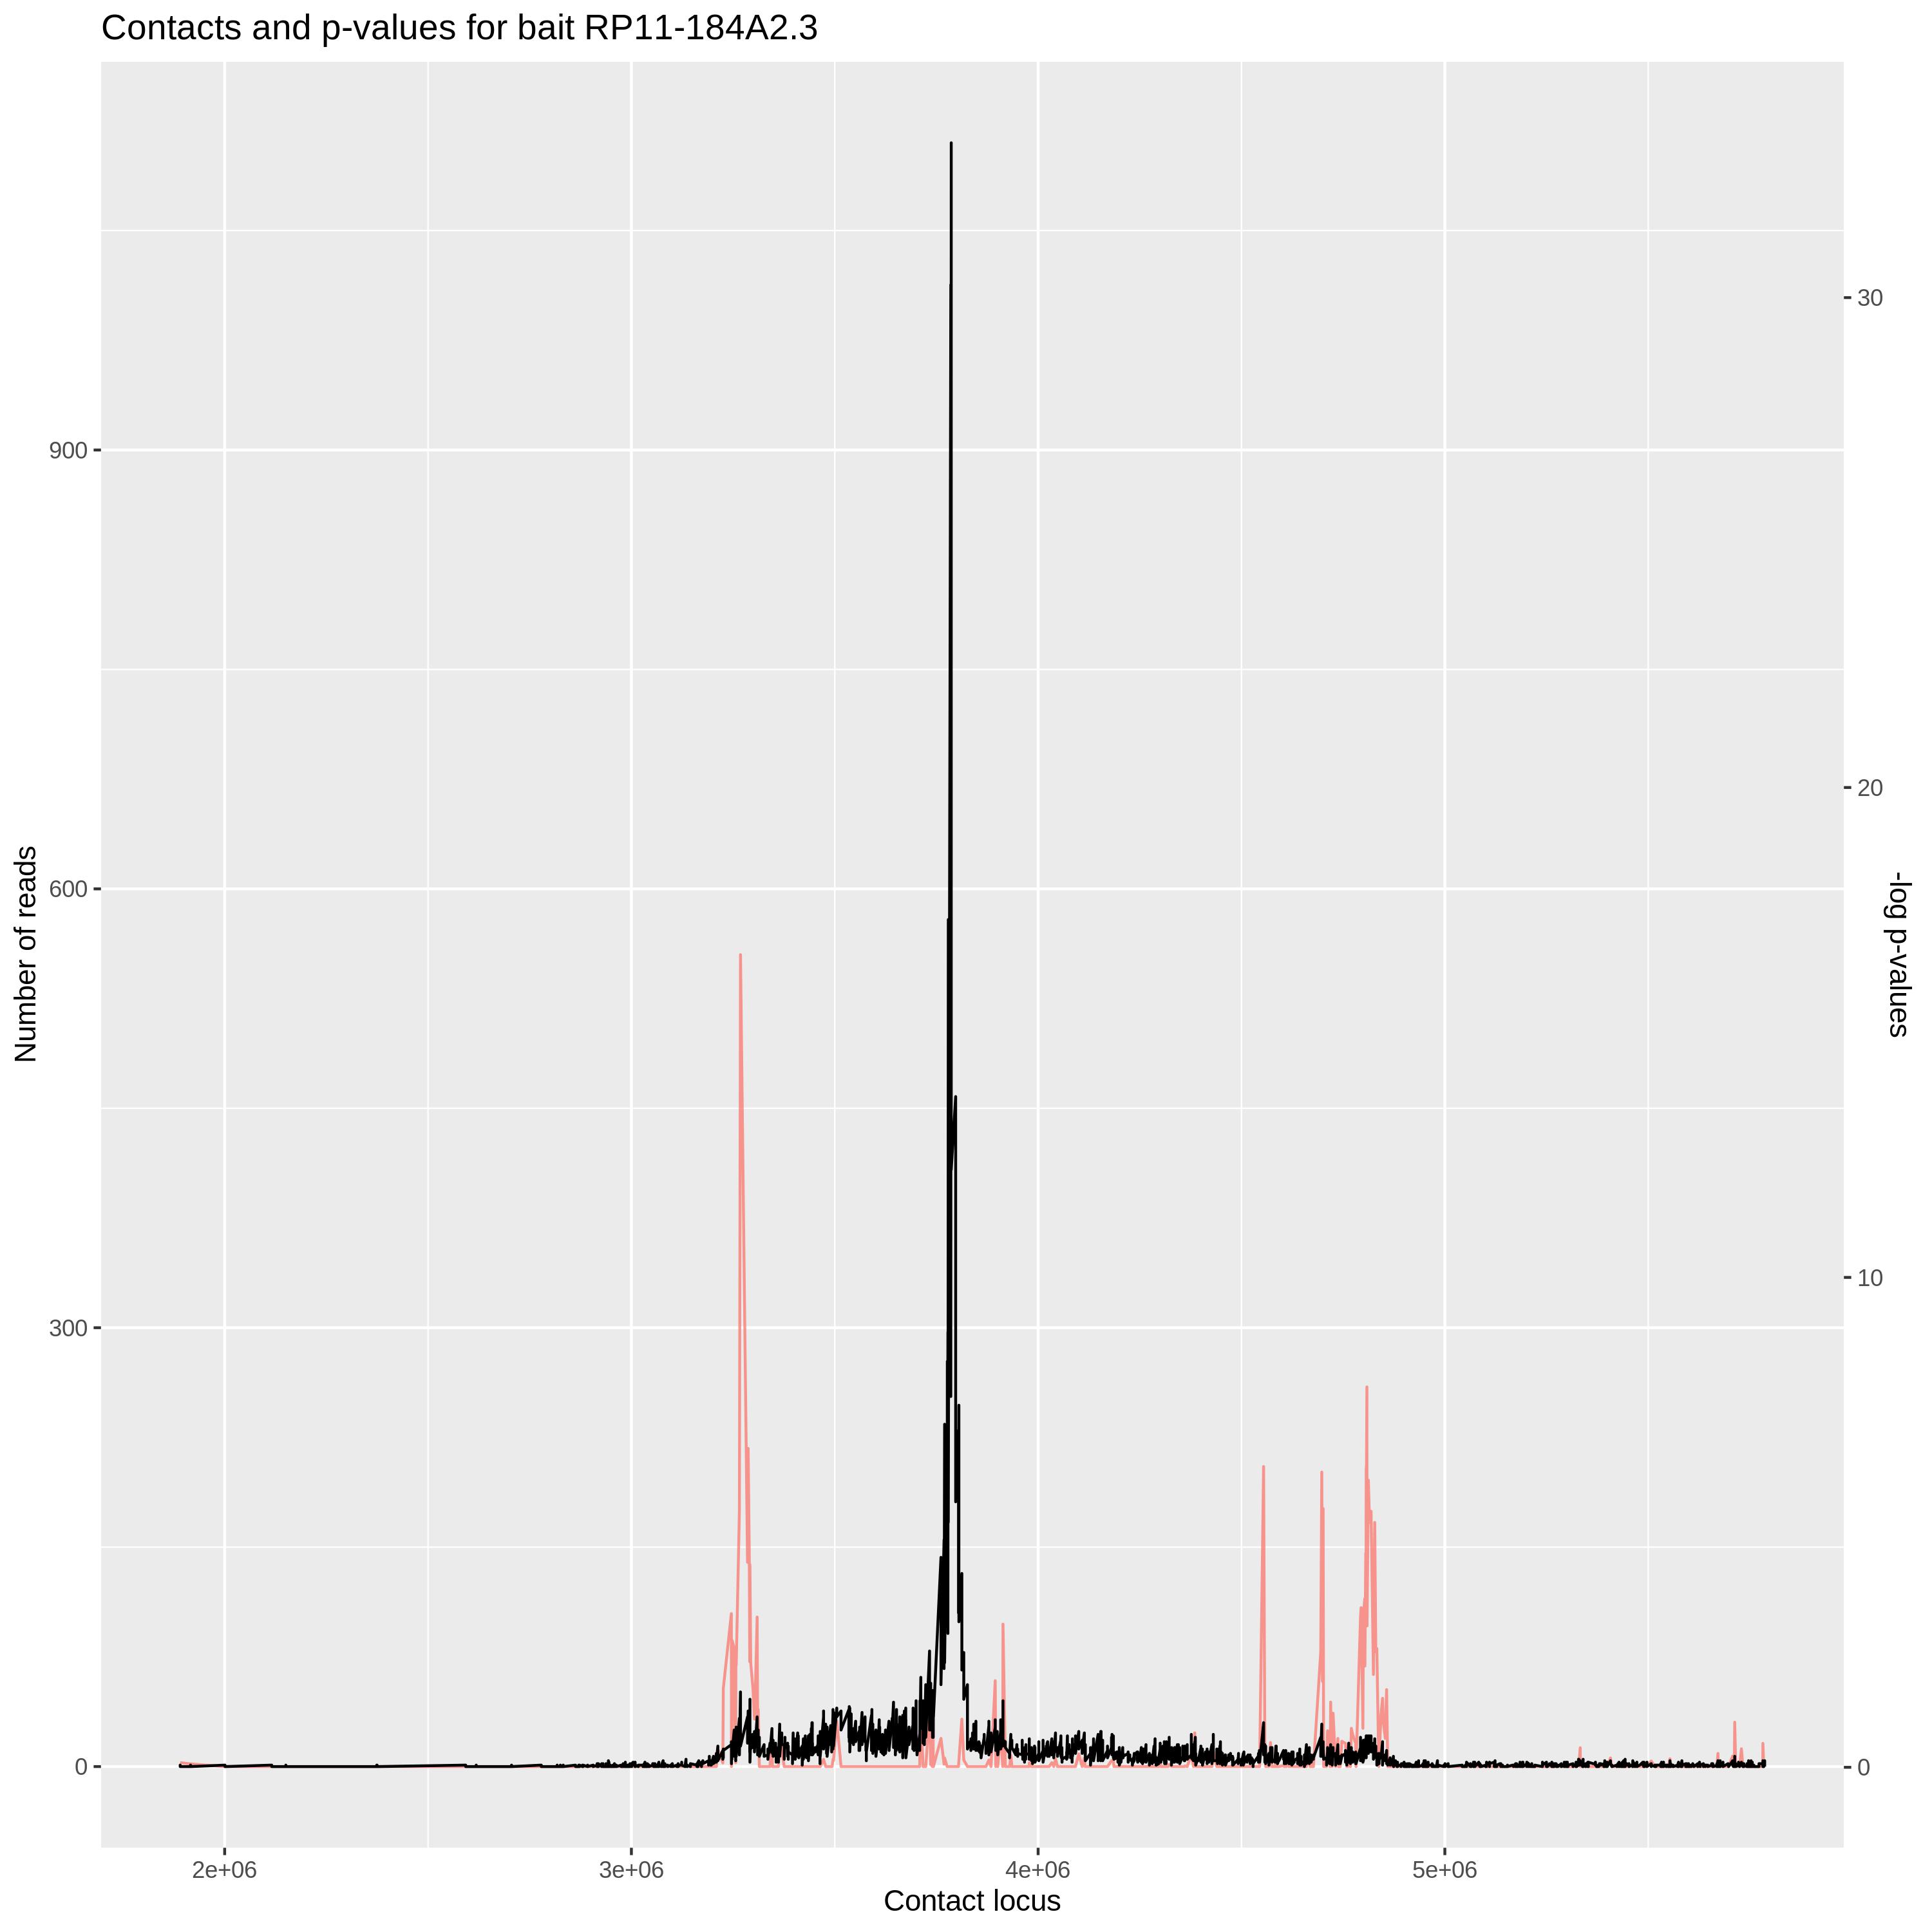 Contacts and p-values for bait RP11-184A2.3
Number of reads
900
600
300
0
30
20
10
0
-log p-values
2e+06
3e+06
4e+06
5e+06
Contact locus